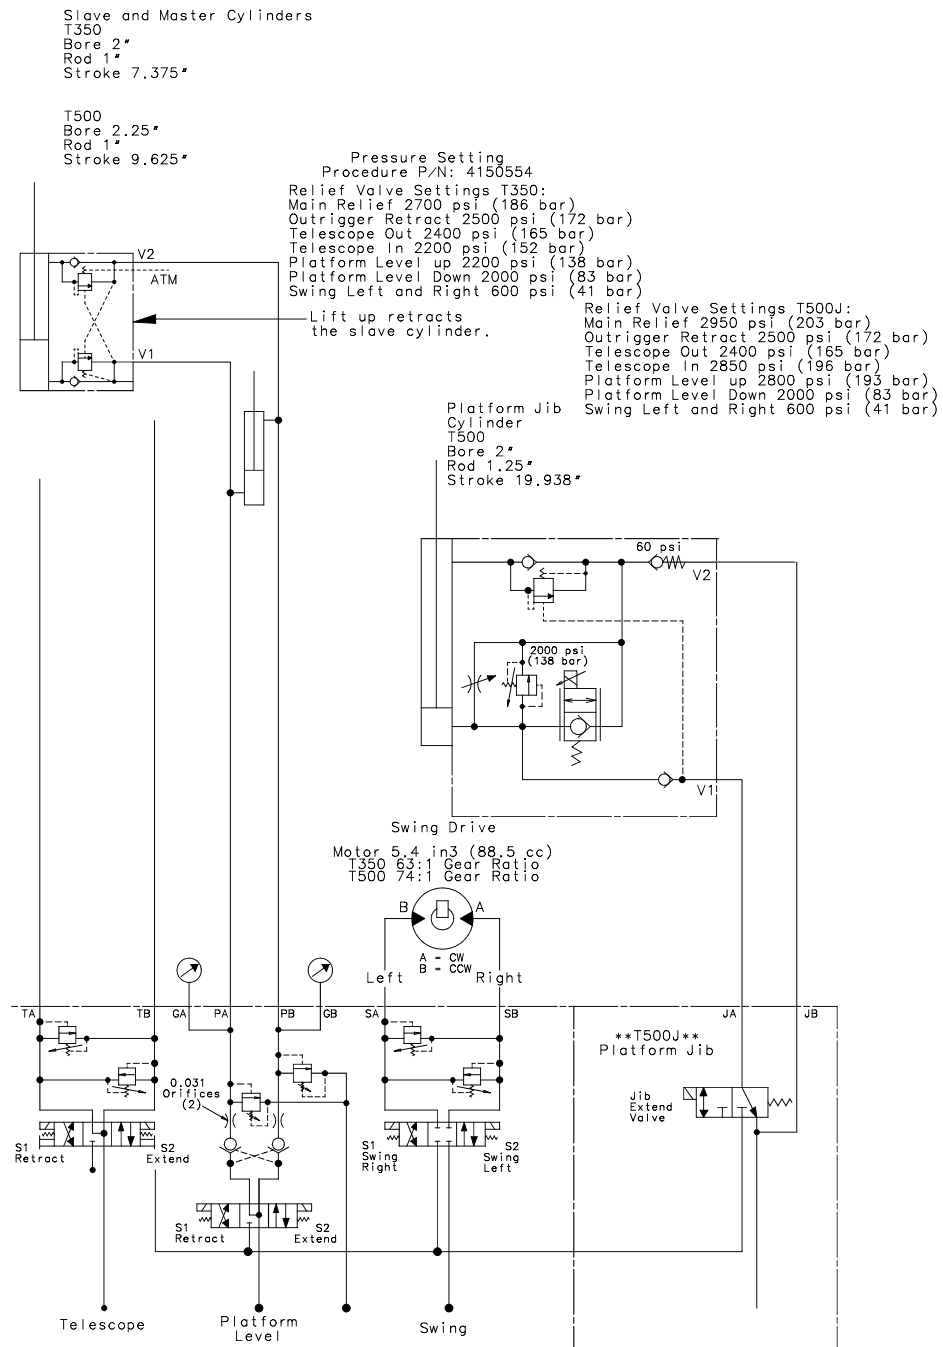 Slave and Master Cylinders
T350
Bore 2"
Rod 1"
Stroke 7.375"
T500
Bore 2.25"
Rod 1"
Stroke 9.625"
Pressure Setting
Procedure P/N: 4150554
Relief Valve Settings T350:
Main Relief 2700 psi (186 bar)
Outrigger Retract 2500 psi (172 bar)
Telescope Out 2400 psi (165 bar)
Telescope In 2200 psi (152 bar)
Platform Level up 2200 psi (138 bar)
Platform Level Down 2000 psi (83 bar)
Swing Left and Right 600 psi (41 bar)
V2
ATM
Lift up retracts
the slave cylinder.
V1
Relief Valve Settings T500J:
Main Relief 2950 psi (203 bar)
Outrigger Retract 2500 psi (172 bar)
Telescope Out 2400 psi (165 bar)
Telescope In 2850 psi (196 bar)
Platform Level up 2800 psi (193 bar)
Platform Level Down 2000 psi (83 bar)
Swing Left and Right 600 psi (41 bar)
Platform Jib
Cylinder
T500
Bore 2"
Rod 1.25"
Stroke 19.938"
60 psi
V2
2000 psi
(138 bar)
V1
Swing Drive
Motor 5.4 in3 (88.5 cc)
T350 63:1 Gear Ratio
T500 74:1 Gear Ratio
B
A
A = CW
B = CCW
Left
Right
TA
TB
GA
PA
PB
GB
SA
SB
JA
JB
**T500J**
Platform Jib
0.031
Orifices
(2)
Jib
Extend
Valve
S1
Retract
S2
Extend
S1
Swing
Right
S2
Swing
Left
S1
Retract
S2
Extend
Telescope
Platform
Level
Swing